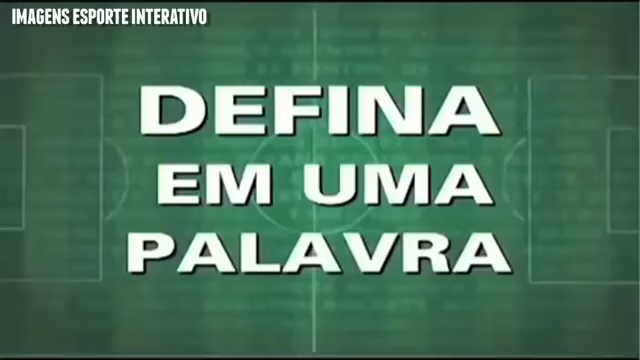 IMAGENS ESPORTE INTERATIVO
DEFINA
EM UMA
PALAVRA